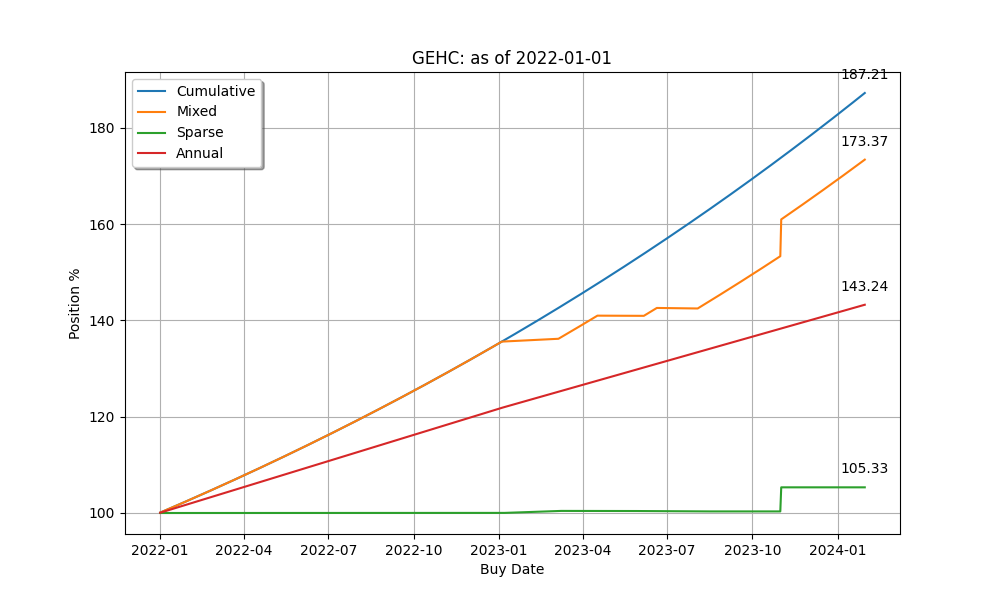 GEHC: as of 2022-01-01
187.21
Cumulative
Mixed
Sparse
Annual
173.37
143.24
105.33
180
160
140
120
100
Position %
2022-01 2022-04 2022-07 2022-10 2023-01 2023-04 2023-07 2023-10 2024-01
Buy Date